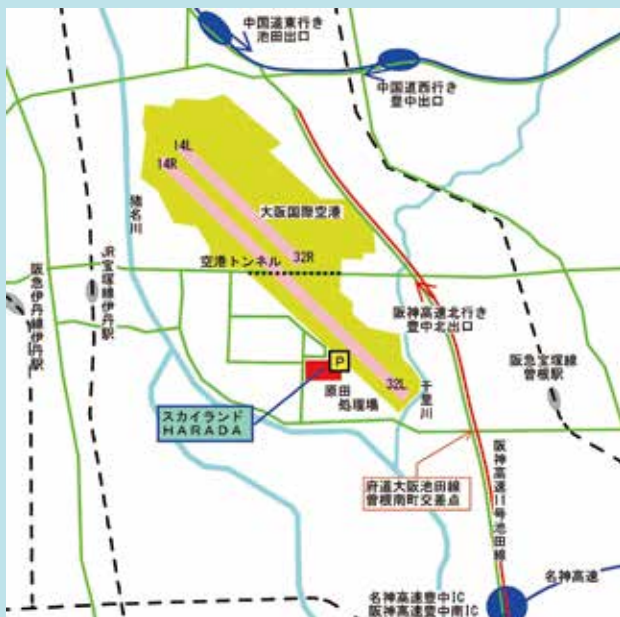 中国道東行き
池田出口
中国道西行き
豊中出口
14L
14R
猪名川
大阪国際空港
空港トンネル
32R
JR宝塚線伊丹駅
阪急伊丹線伊丹駅
阪神高速北行き
豊中北出口
阪急宝塚線
曽根駅
P
32L
千里川
原田
処理場
スカイランド
HARADA
府道大阪池田線
曽根南町交差点
阪神高速11号池田線
名神高速
名神高速豊中IC
阪神高速豊中南IC